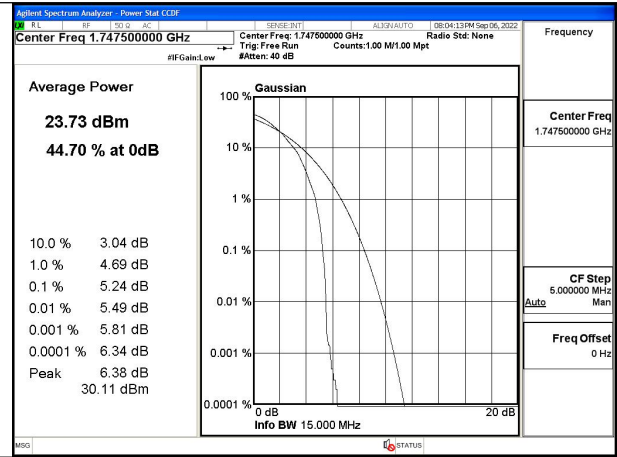 Agilent Spectrum Analyzer - Power Stat CCDF
RL RF 50 Ω AC SENSE:INT ALIGN AUTO 08:04:13 PM Sep 06, 2022
Center Freq 1.747500000 GHz
Center Freq: 1.747500000 GHz Radio Std: None
Trig: Free Run Counts:1.00 M/1.00 Mpt
#IFGain:Low #Atten: 40 dB
Frequency
Average Power
23.73 dBm
44.70 % at 0dB
10.0 % 3.04 dB
1.0 % 4.69 dB
0.1 % 5.24 dB
0.01 % 5.49 dB
0.001 % 5.81 dB
0.0001 % 6.34 dB
Peak 6.38 dB
30.11 dBm
Gaussian
100 %
10 %
1 %
0.1 %
0.01 %
0.001 %
0.0001 %
0 dB 20 dB
Info BW 15.000 MHz
Center Freq
1.747500000 GHz
CF Step
5.000000 MHz
Auto Man
Freq Offset
0 Hz
MSG STATUS